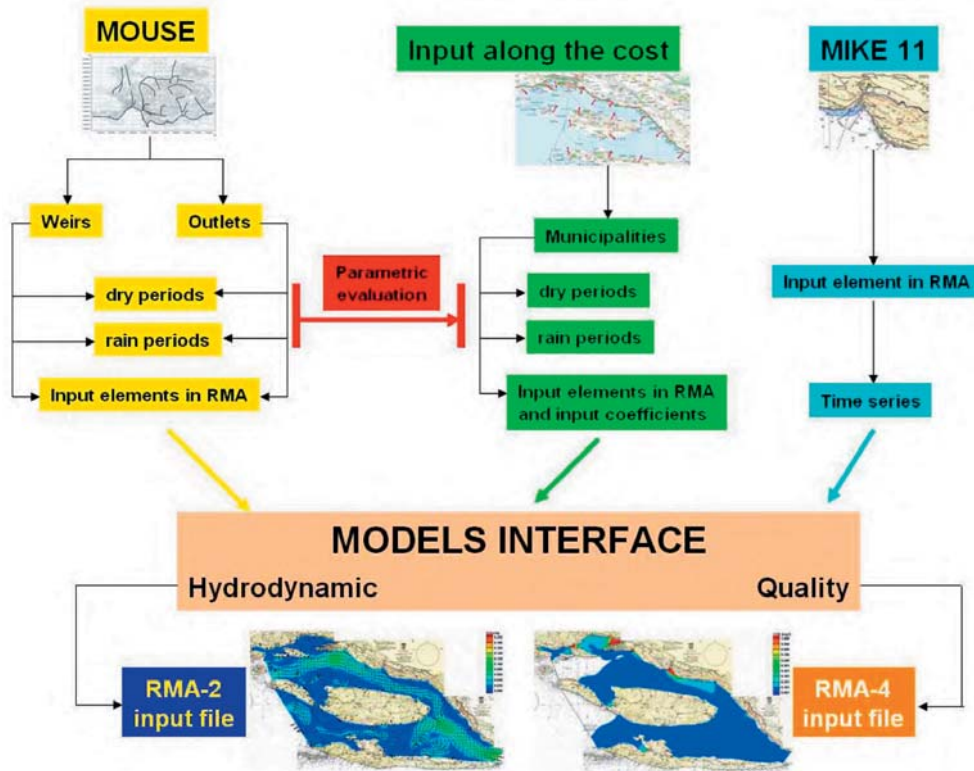 MOUSE
Input along the cost
MIKE 11
Weirs
Outlets
Municipalities
Parametric
evaluation
dry periods
dry periods
Input element in RMA
rain periods
rain periods
Input elements in RMA
Input elements in RMA
and input coefficients
Time series
MODELS INTERFACE
Hydrodynamic
Quality
RMA-2
input file
RMA-4
input file